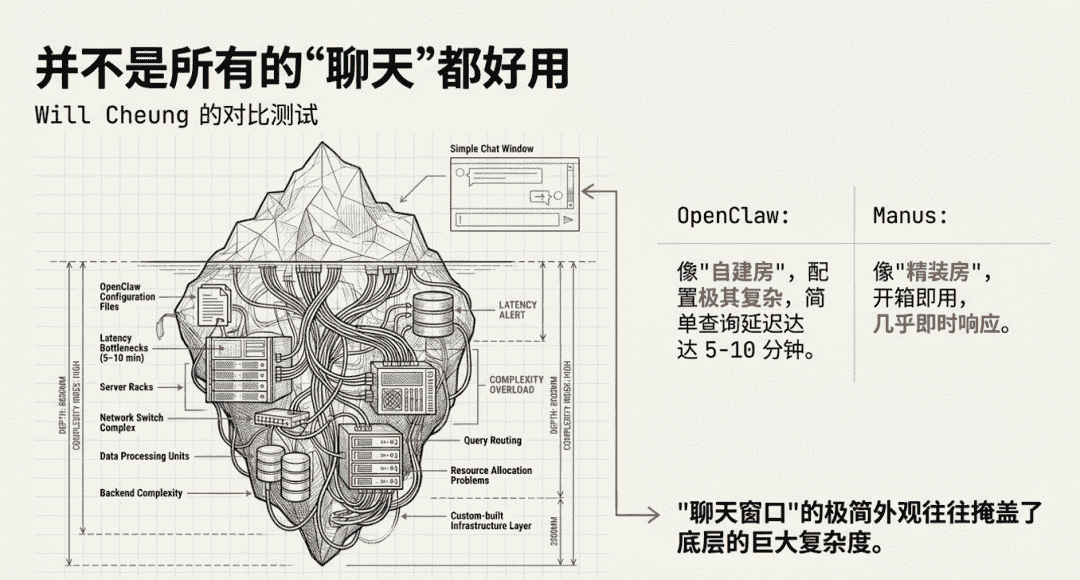 并不是所有的“聊天”都好用
Will Cheung 的对比测试
Simple Chat Window
OpenClaw
Configuration
Files
Latency
Bottlenecks
(5-10 min)
Server Racks
Network Switch
Complex
Data Processing Units
Backend Complexity
LATENCY
ALERT
COMPLEXITY
OVERLOAD
Query Routing
Resource Allocation
Problems
Custom-built
Infrastructure Layer
2800MM
OpenClaw:
像"自建房"，配
置极其复杂，简
单查询延迟达
达 5-10 分钟。
Manus:
像"精装房"，
开箱即用，
几乎即时响应。
"聊天窗口"的极简外观往往掩盖了
底层的巨大复杂度。